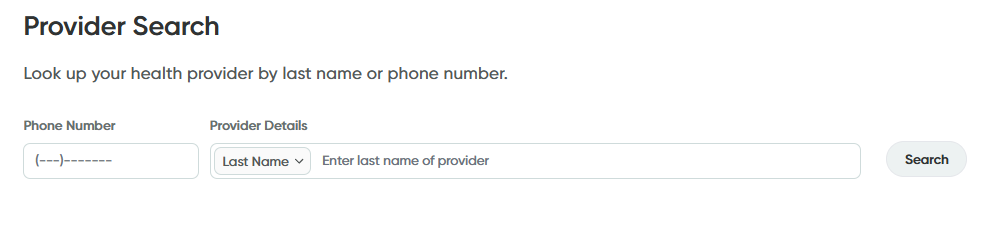 Provider Search
Look up your health provider by last name or phone number.
Phone Number
Provider Details
(---)-------
Last Name
Enter last name of provider
Search